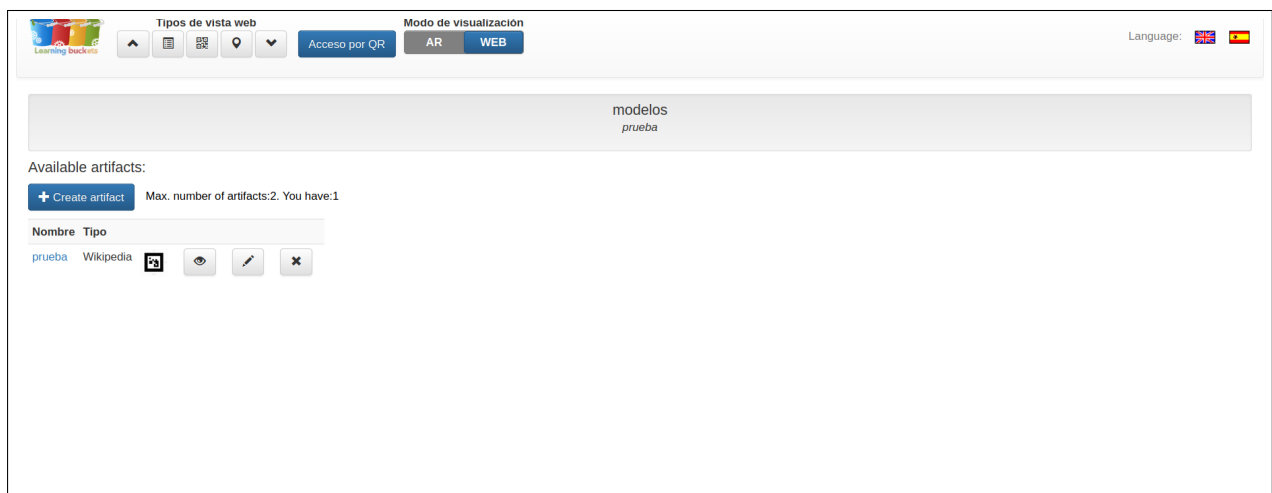 Tipos de vista web
Modo de visualización
Learning buckets
Acceso por QR
AR WEB
Language:
modelos
prueba
Available artifacts:
Create artifact Max. number of artifacts:2. You have:1
Nombre Tipo
prueba Wikipedia